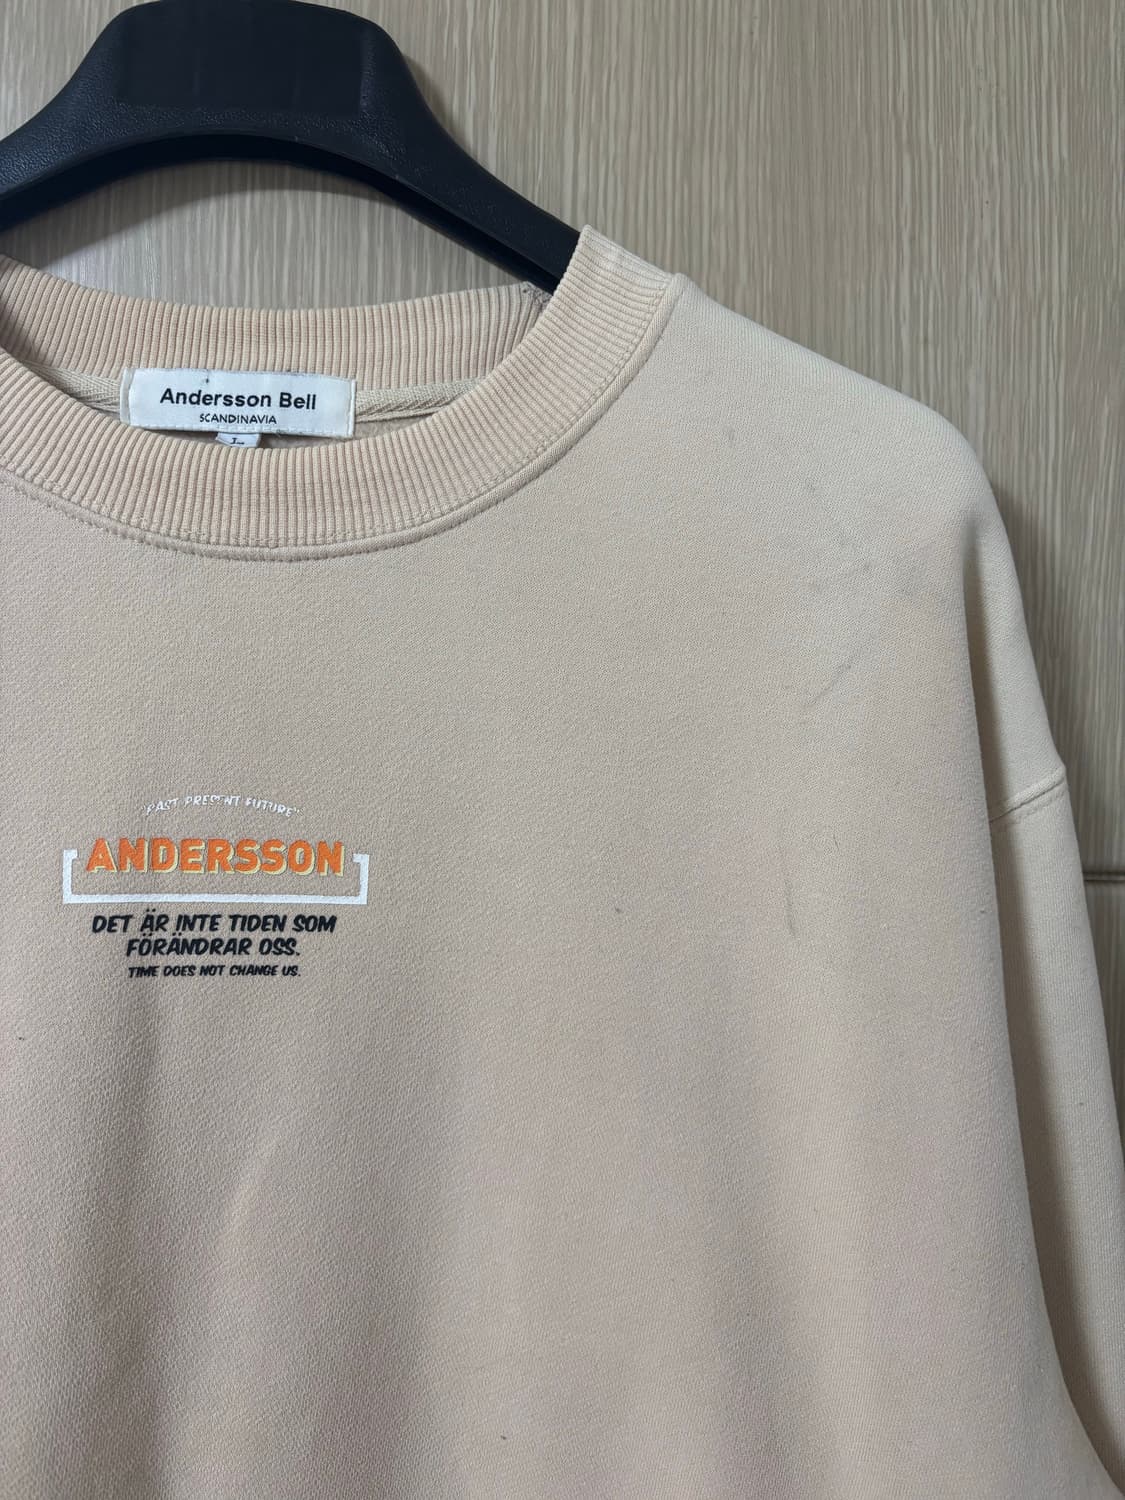 Andersson Bell
SCANDINAVIA
L
"PAST PRESENT FUTURE"
ANDERSSON
DET ÄR INTE TIDEN SOM
FÖRÄNDRAR OSS.
TIME DOES NOT CHANGE US.